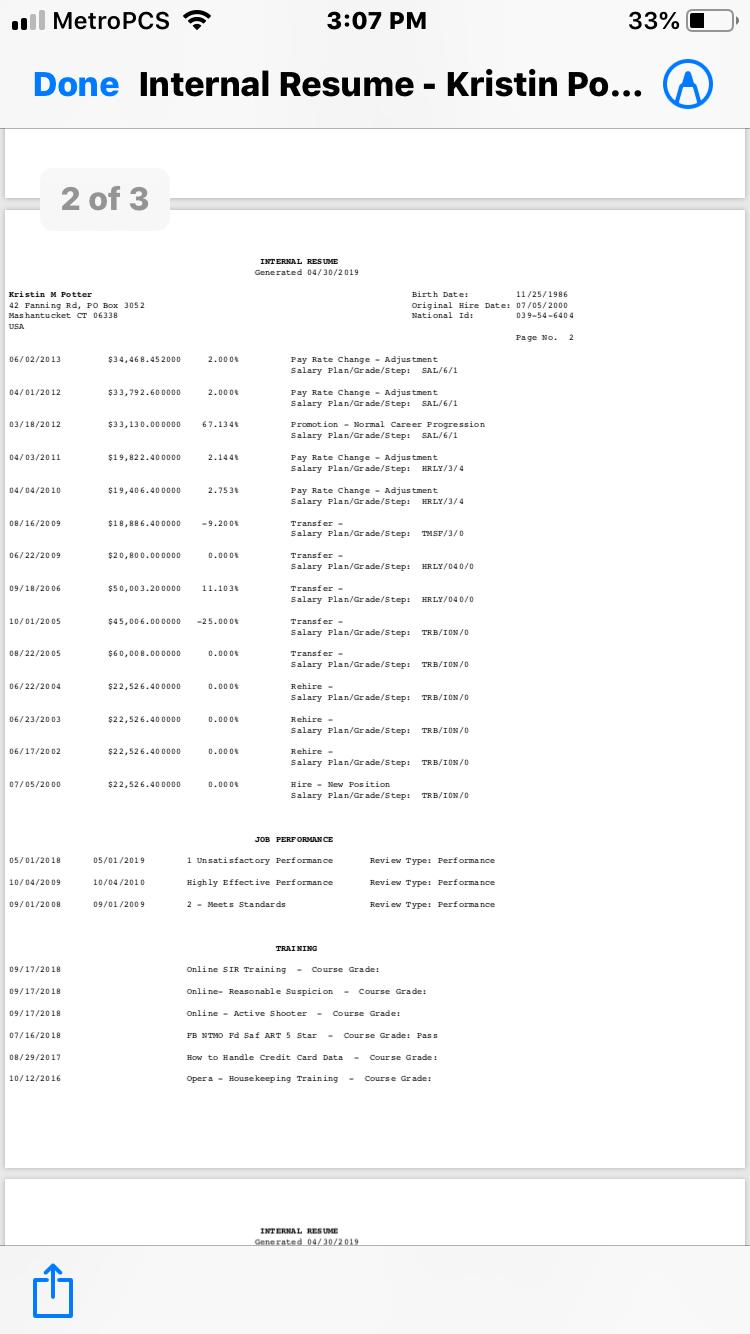 MetroPCS 3:07 PM 33%
Done Internal Resume - Kristin Po...
2 of 3
INTERNAL RESUME
Generated 04/30/2019
Kristin M Potter Birth Date: 11/25/1986
42 Fanning Rd, PO Box 3052 Original Hire Date: 07/05/2000
Mashantucket CT 06338 National Id: 039-54-6404
USA
Page No. 2
06/02/2013 $34,468.452000 2.000% Pay Rate Change - Adjustment
Salary Plan/Grade/Step: SAL/6/1
04/01/2012 $33,792.600000 2.000% Pay Rate Change - Adjustment
Salary Plan/Grade/Step: SAL/6/1
03/18/2012 $33,130.000000 67.134% Promotion - Normal Career Progression
Salary Plan/Grade/Step: SAL/6/1
04/03/2011 $19,822.400000 2.144% Pay Rate Change - Adjustment
Salary Plan/Grade/Step: HRLY/3/4
04/04/2010 $19,406.400000 2.753% Pay Rate Change - Adjustment
Salary Plan/Grade/Step: HRLY/3/4
08/16/2009 $18,886.400000 -9.200% Transfer -
Salary Plan/Grade/Step: TMSF/3/0
06/22/2009 $20,800.000000 0.000% Transfer -
Salary Plan/Grade/Step: HRLY/040/0
09/18/2006 $50,003.200000 11.103% Transfer -
Salary Plan/Grade/Step: HRLY/040/0
10/01/2005 $45,006.000000 -25.000% Transfer -
Salary Plan/Grade/Step: TRB/ION/0
08/22/2005 $60,008.000000 0.000% Transfer -
Salary Plan/Grade/Step: TRB/ION/0
06/22/2004 $22,526.400000 0.000% Rehire -
Salary Plan/Grade/Step: TRB/ION/0
06/23/2003 $22,526.400000 0.000% Rehire -
Salary Plan/Grade/Step: TRB/ION/0
06/17/2002 $22,526.400000 0.000% Rehire -
Salary Plan/Grade/Step: TRB/ION/0
07/05/2000 $22,526.400000 0.000% Hire - New Position
Salary Plan/Grade/Step: TRB/ION/0
JOB PERFORMANCE
05/01/2018 05/01/2019 1 Unsatisfactory Performance Review Type: Performance
10/04/2009 10/04/2010 Highly Effective Performance Review Type: Performance
09/01/2008 09/01/2009 2 - Meets Standards Review Type: Performance
TRAINING
09/17/2018 Online SIR Training - Course Grade:
09/17/2018 Online- Reasonable Suspicion - Course Grade:
09/17/2018 Online - Active Shooter - Course Grade:
07/16/2018 FB NTMO Fd Saf ART 5 Star - Course Grade: Pass
08/29/2017 How to Handle Credit Card Data - Course Grade:
10/12/2016 Opera - Housekeeping Training - Course Grade:
INTERNAL RESUME
Generated 04/30/2019